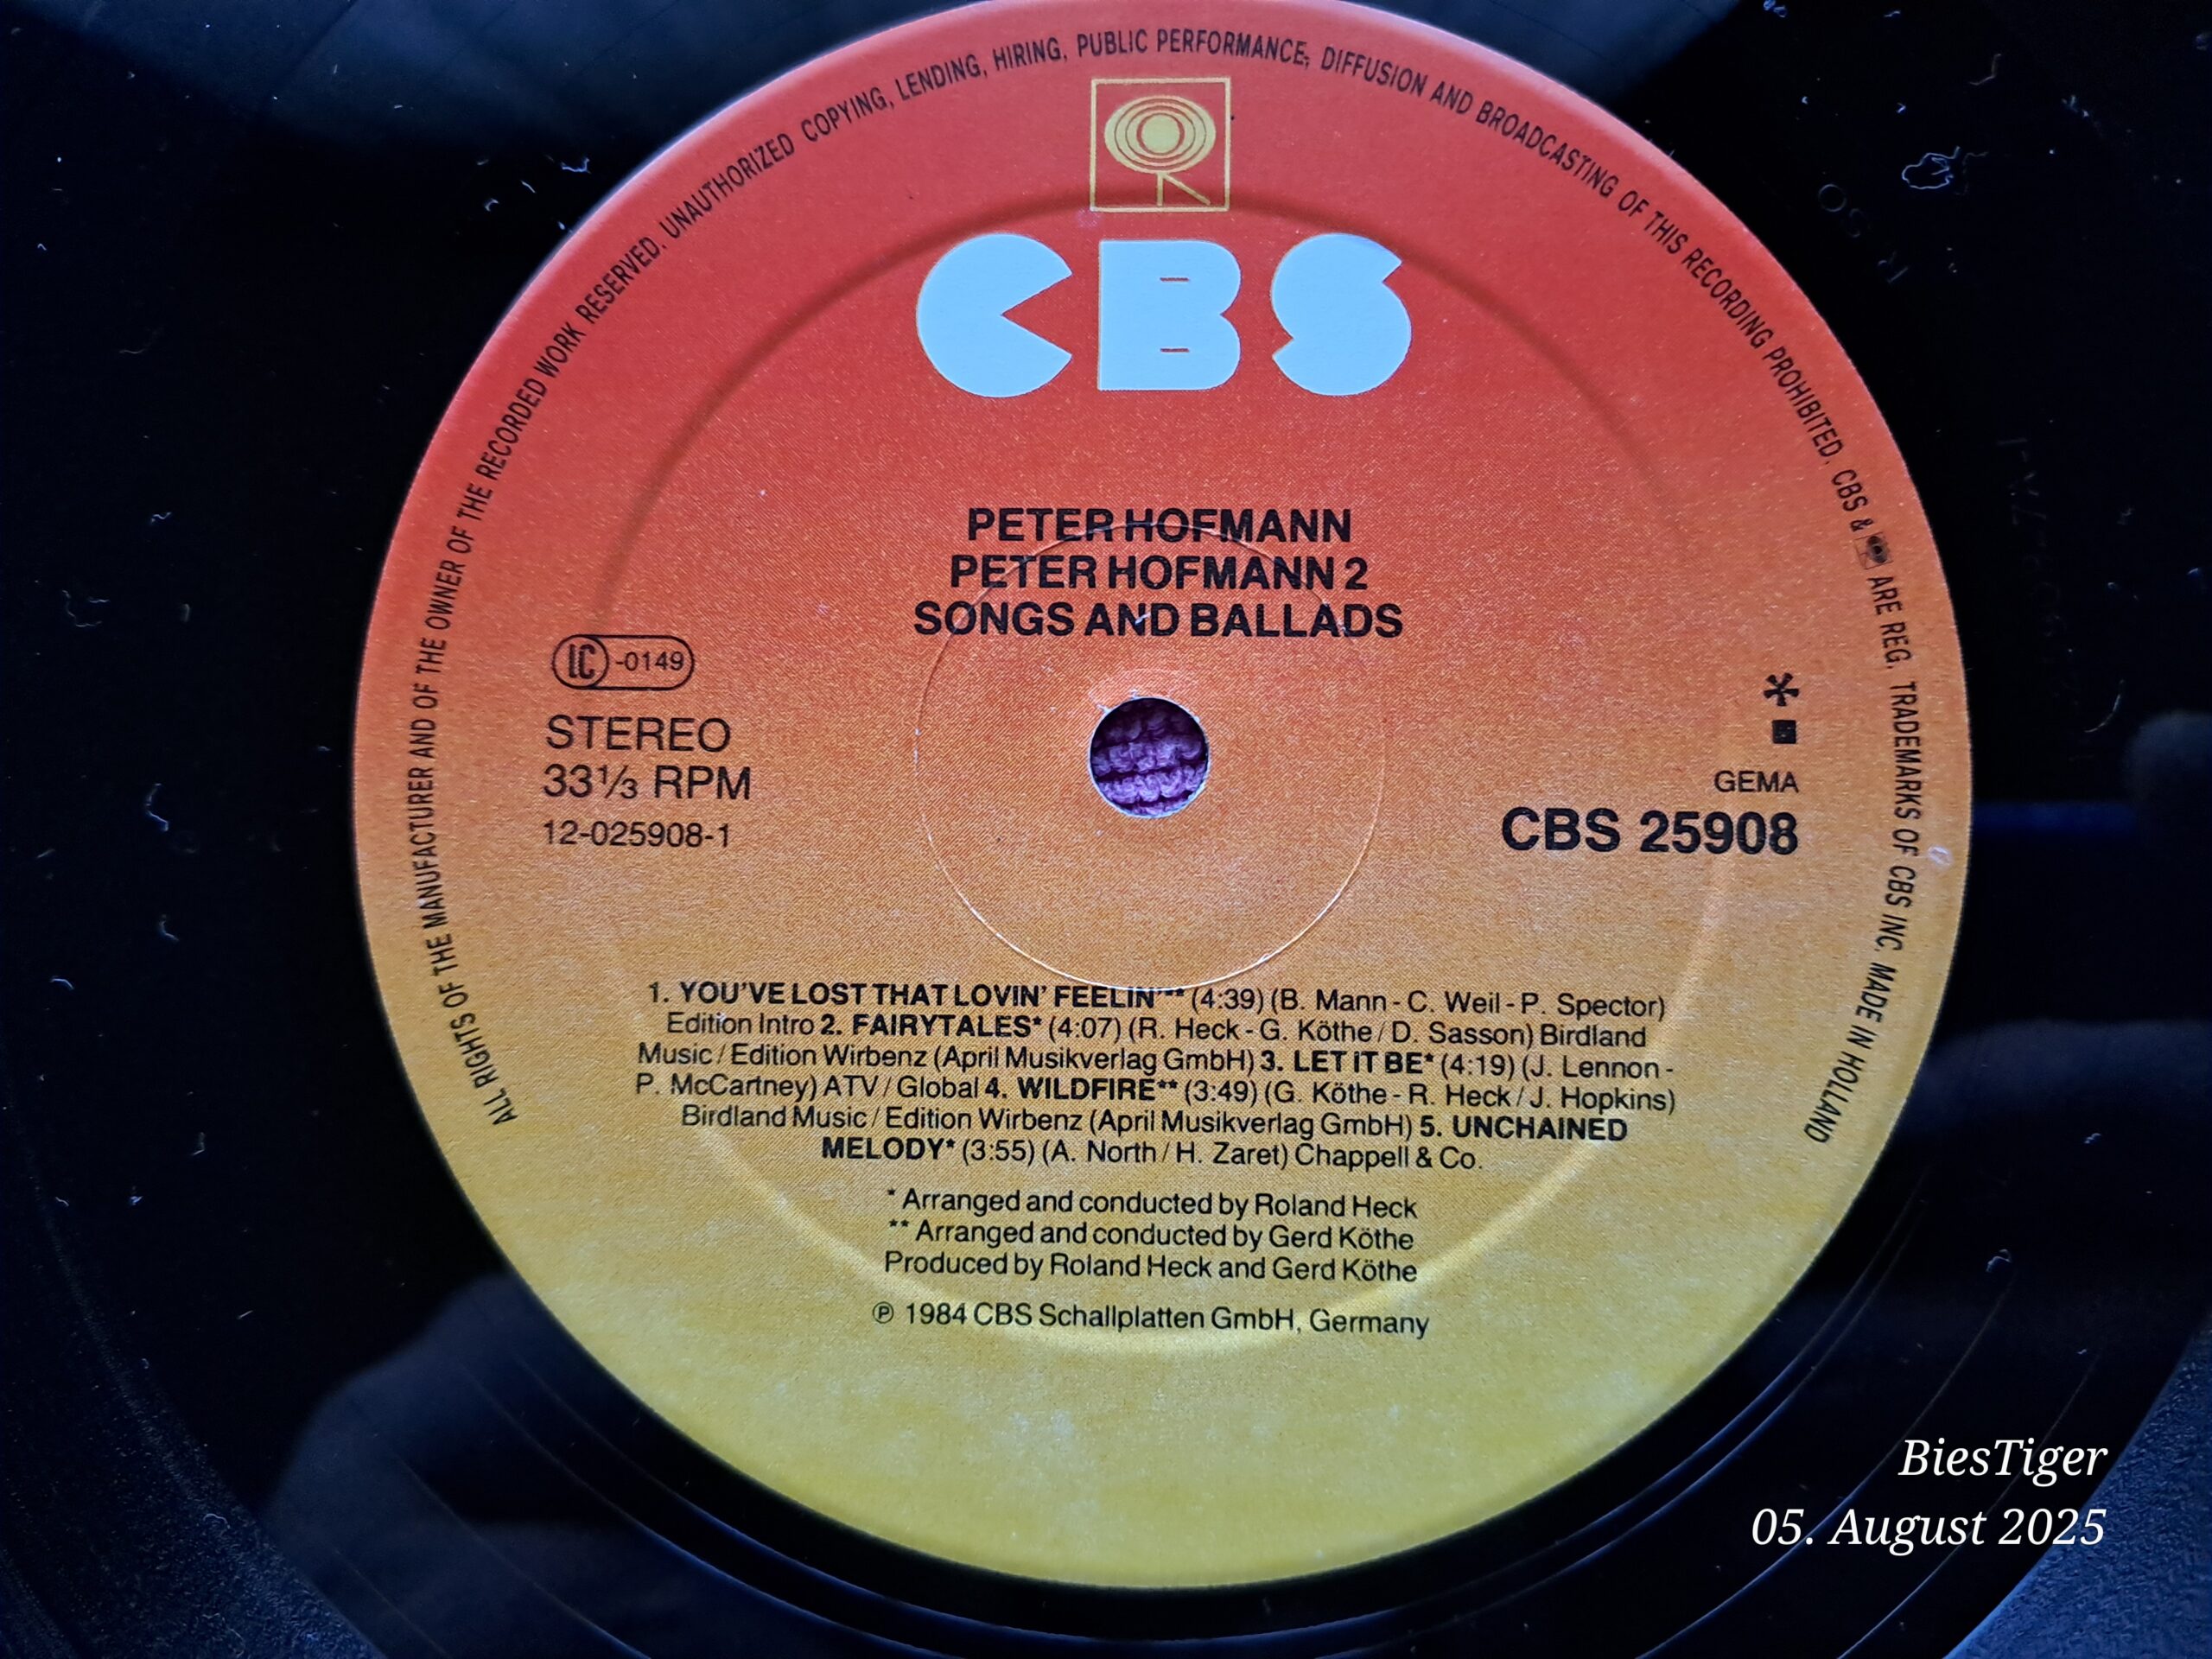 ALL RIGHTS OF THE MANUFACTURER AND OF THE OWNER OF THE RECORDED WORK RESERVED. UNAUTHORIZED COPYING, LENDING, HIRING, PUBLIC PERFORMANCE, DIFFUSION AND BROADCASTING OF THIS RECORDING PROHIBITED. CBS & ARE REG. TRADEMARKS OF CBS INC. MADE IN HOLLAND
CBS
PETER HOFMANN
PETER HOFMANN 2
SONGS AND BALLADS
LC -0149
STEREO
33⅓ RPM
12-025908-1
*
■
GEMA
CBS 25908
1. YOU'VE LOST THAT LOVIN' FEELIN'** (4:39) (B. Mann - C. Weil - P. Spector)
Edition Intro 2. FAIRYTALES* (4:07) (R. Heck - G. Köthe / D. Sasson) Birdland
Music / Edition Wirbenz (April Musikverlag GmbH) 3. LET IT BE* (4:19) (J. Lennon -
P. McCartney) ATV / Global 4. WILDFIRE** (3:49) (G. Köthe - R. Heck / J. Hopkins)
Birdland Music / Edition Wirbenz (April Musikverlag GmbH) 5. UNCHAINED
MELODY* (3:55) (A. North / H. Zaret) Chappell & Co.
* Arranged and conducted by Roland Heck
** Arranged and conducted by Gerd Köthe
Produced by Roland Heck and Gerd Köthe
℗ 1984 CBS Schallplatten GmbH, Germany
BiesTiger
05. August 2025